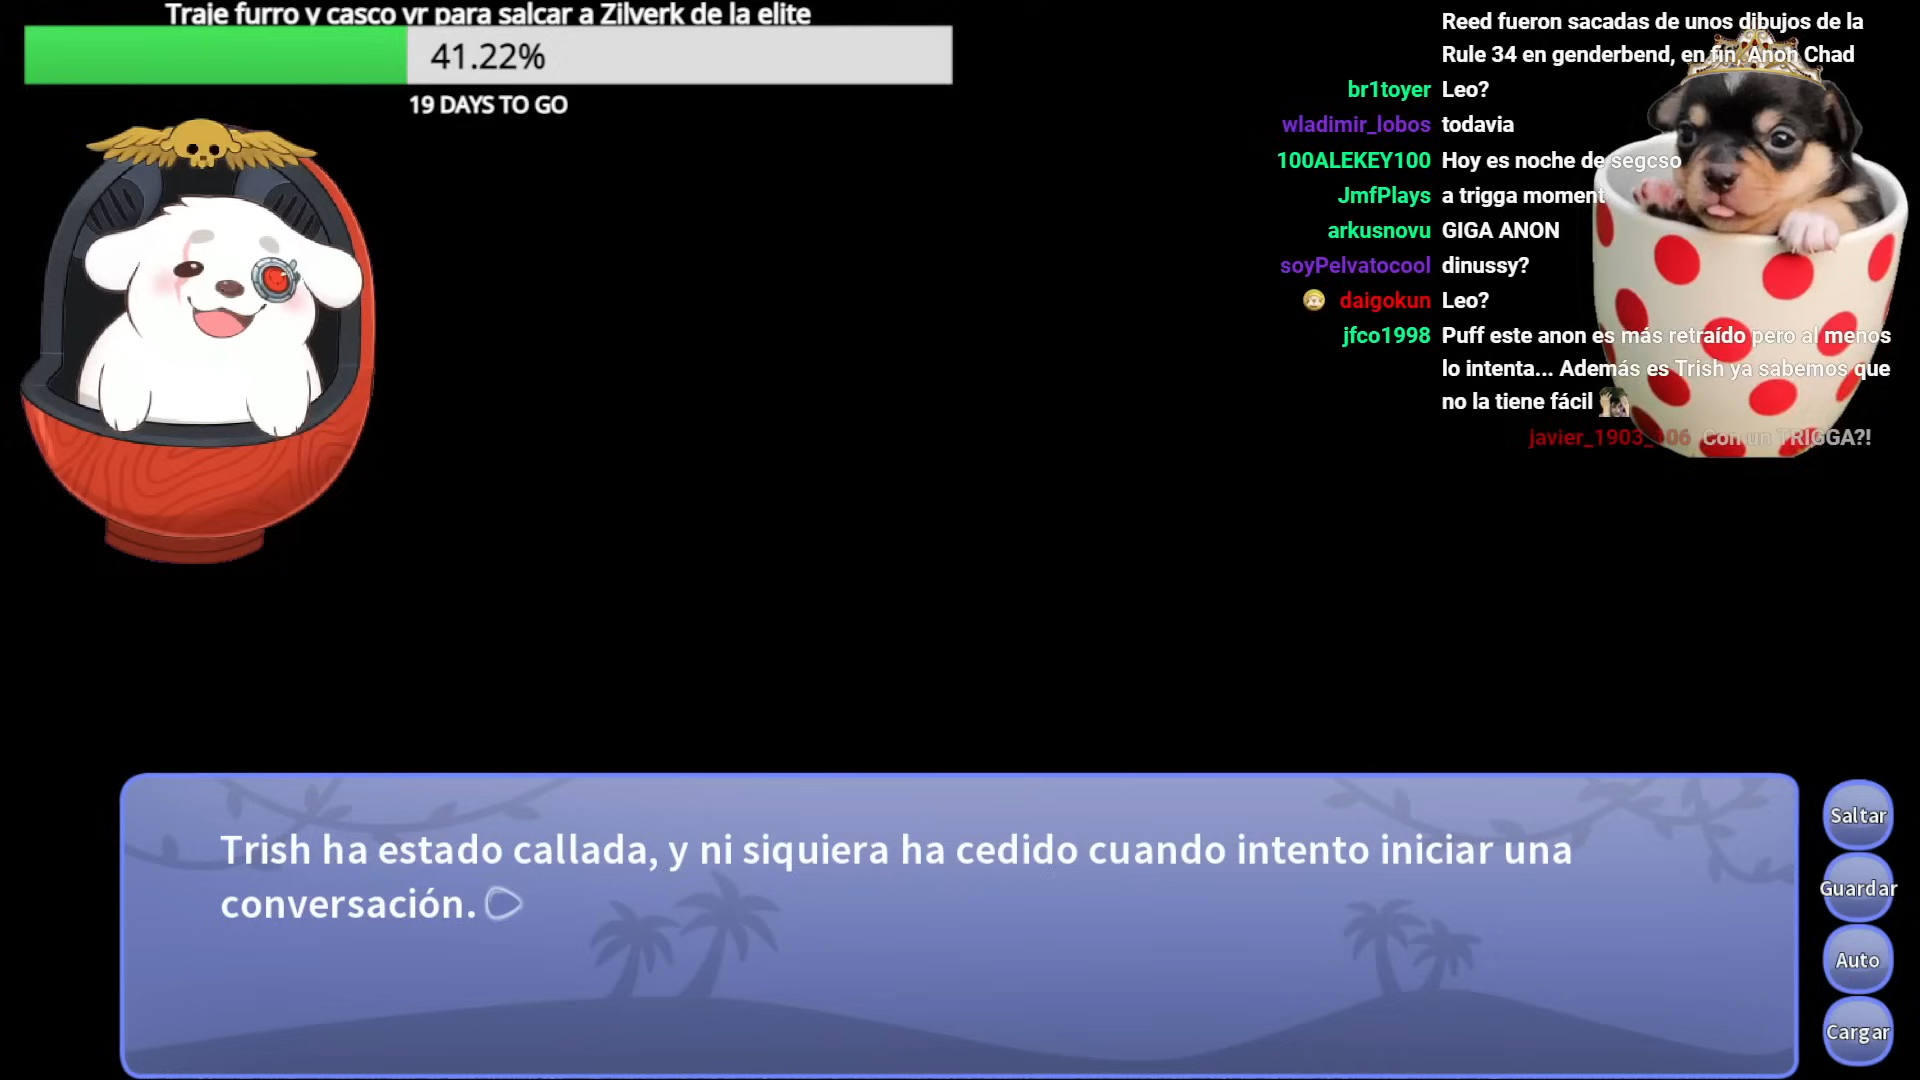 Traje furro y casco vr para salcar a Zilverk de la elite
41.22%
19 DAYS TO GO
Reed fueron sacadas de unos dibujos de la
Rule 34 en genderbend, en fin, Anon Chad
br1toyer Leo?
wladimir_lobos todavia
100ALEKEY100 Hoy es noche de segcso
JmfPlays a trigga moment
arkusnovu GIGA ANON
soyPelvatocool dinussy?
daigokun Leo?
jfco1998 Puff este anon es más retraído pero al menos
lo intenta... Además es Trish ya sabemos que
no la tiene fácil
javier_1903_106 Con un TRIGGA?!
Trish ha estado callada, y ni siquiera ha cedido cuando intento iniciar una
conversación.
Saltar
Guardar
Auto
Cargar